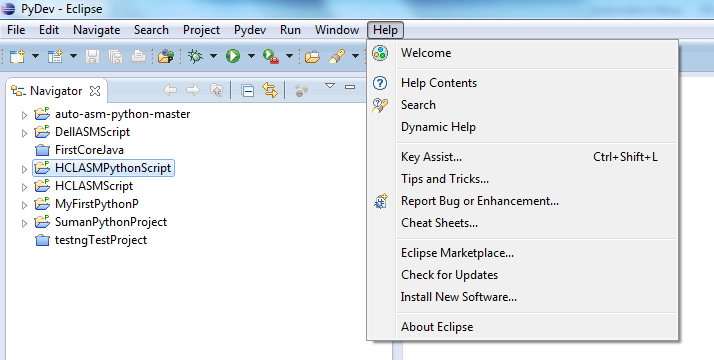 PyDev - Eclipse
File Edit Navigate Search Project Pydev Run Window Help
Navigator
auto-asm-python-master
DellASMScript
FirstCoreJava
HCLASMPythonScript
HCLASMScript
MyFirstPythonP
SumanPythonProject
testngTestProject
Welcome
Help Contents
Search
Dynamic Help
Key Assist... Ctrl+Shift+L
Tips and Tricks...
Report Bug or Enhancement...
Cheat Sheets...
Eclipse Marketplace...
Check for Updates
Install New Software...
About Eclipse